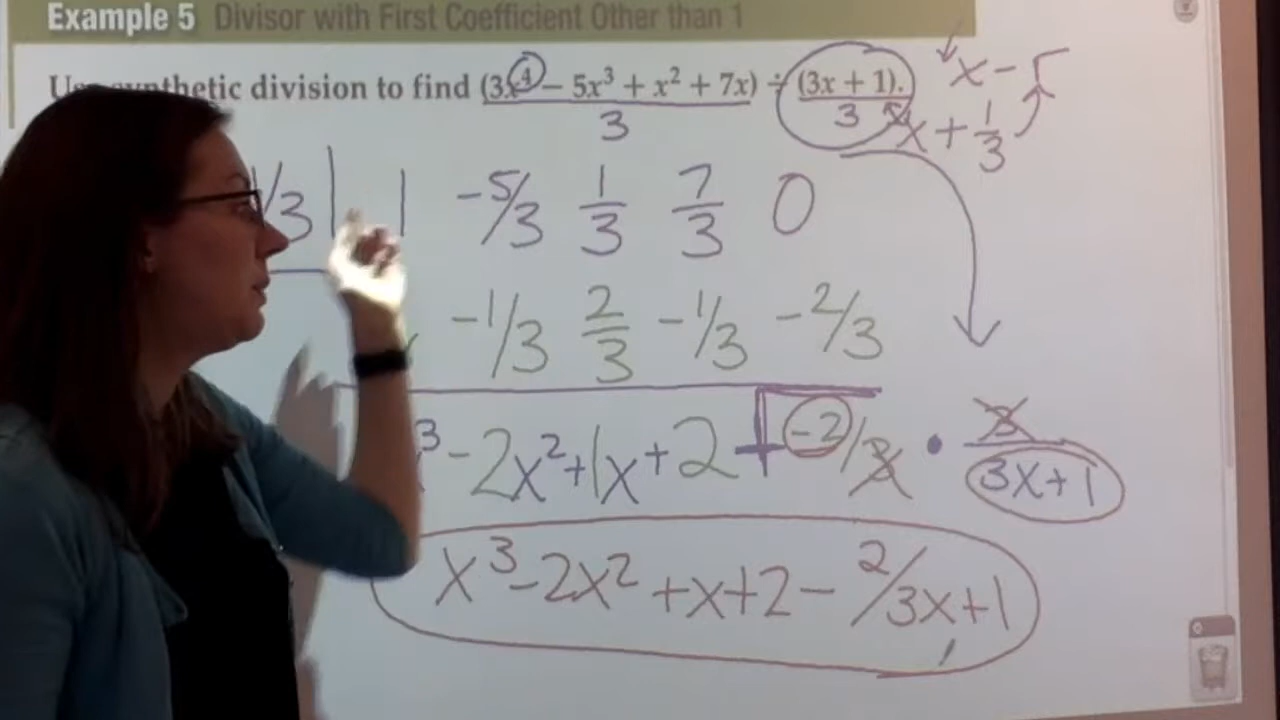 Example 5 Divisor with First Coefficient Other than 1
Use synthetic division to find (3x⁴ − 5x³ + x² + 7x) ÷ (3x + 1).
3 3
x − r
x + 1/3
1/3 | 1 −5/3 1/3 7/3 0
−1/3 2/3 −1/3 −2/3
³ − 2x² + 1x + 2 + −2/3 • 3/(3x+1)
x³ − 2x² + x + 2 − 2/3x+1